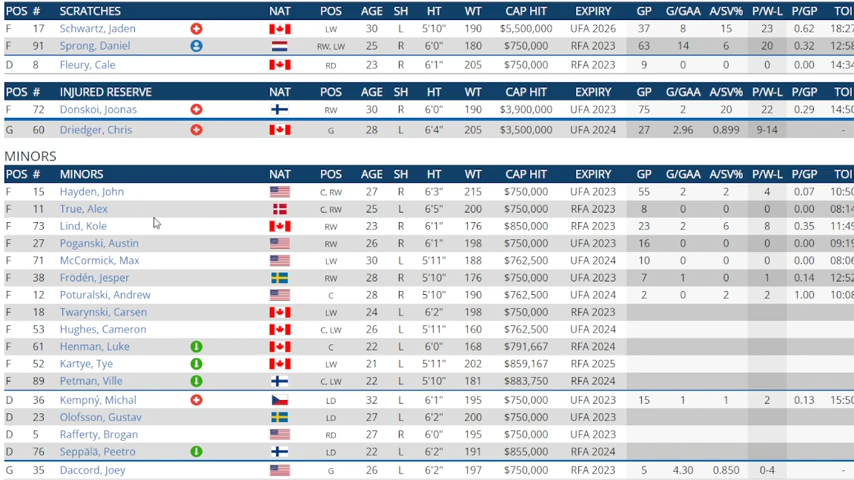 POS # SCRATCHES NAT POS AGE SH HT WT CAP HIT EXPIRY GP G/GAA A/SV% P/W-L P/GP TOI
F 17 Schwartz, Jaden LW 30 L 5'10" 190 $5,500,000 UFA 2026 37 8 15 23 0.62 18:27
F 91 Sprong, Daniel RW, LW 25 R 6'0" 180 $750,000 RFA 2023 63 14 6 20 0.32 12:58
D 8 Fleury, Cale RD 23 R 6'1" 205 $750,000 RFA 2023 9 0 0 0 0.00 14:34
POS # INJURED RESERVE NAT POS AGE SH HT WT CAP HIT EXPIRY GP G/GAA A/SV% P/W-L P/GP TOI
F 72 Donskoi, Joonas RW 30 R 6'0" 190 $3,900,000 UFA 2023 75 2 20 22 0.29 14:50
G 60 Driedger, Chris G 28 L 6'4" 205 $3,500,000 UFA 2024 27 2.96 0.899 9-14 -
MINORS
POS # MINORS NAT POS AGE SH HT WT CAP HIT EXPIRY GP G/GAA A/SV% P/W-L P/GP TOI
F 15 Hayden, John C, RW 27 R 6'3" 215 $750,000 UFA 2023 55 2 2 4 0.07 10:50
F 11 True, Alex C, RW 25 L 6'5" 200 $750,000 RFA 2023 8 0 0 0 0.00 08:14
F 73 Lind, Kole RW 23 R 6'1" 176 $850,000 RFA 2023 23 2 6 8 0.35 11:49
F 27 Poganski, Austin RW 26 R 6'1" 198 $750,000 UFA 2023 16 0 0 0 0.00 09:19
F 71 McCormick, Max LW 30 L 5'11" 188 $762,500 UFA 2024 10 0 0 0 0.00 08:06
F 38 Frödén, Jesper RW 28 R 5'10" 176 $750,000 UFA 2023 7 1 0 1 0.14 12:52
F 12 Poturalski, Andrew C 28 R 5'10" 190 $762,500 UFA 2024 2 0 2 2 1.00 10:08
F 18 Twarynski, Carsen LW 24 L 6'2" 198 $750,000 RFA 2023
F 53 Hughes, Cameron C, LW 26 L 5'11" 160 $762,500 UFA 2024
F 61 Henman, Luke C 22 L 6'0" 168 $791,667 RFA 2024
F 52 Kartye, Tye LW 21 L 5'11" 202 $859,167 RFA 2025
F 89 Petman, Ville C, LW 22 L 5'10" 181 $883,750 RFA 2024
D 36 Kempný, Michal LD 32 L 6'1" 195 $750,000 UFA 2023 15 1 1 2 0.13 15:50
D 23 Olofsson, Gustav LD 27 L 6'2" 200 $750,000 UFA 2023
D 5 Rafferty, Brogan RD 27 R 6'0" 195 $750,000 UFA 2023
D 76 Seppälä, Peetro LD 22 L 6'2" 191 $855,000 RFA 2024
G 35 Daccord, Joey G 26 L 6'2" 197 $750,000 UFA 2023 5 4.30 0.850 0-4 -